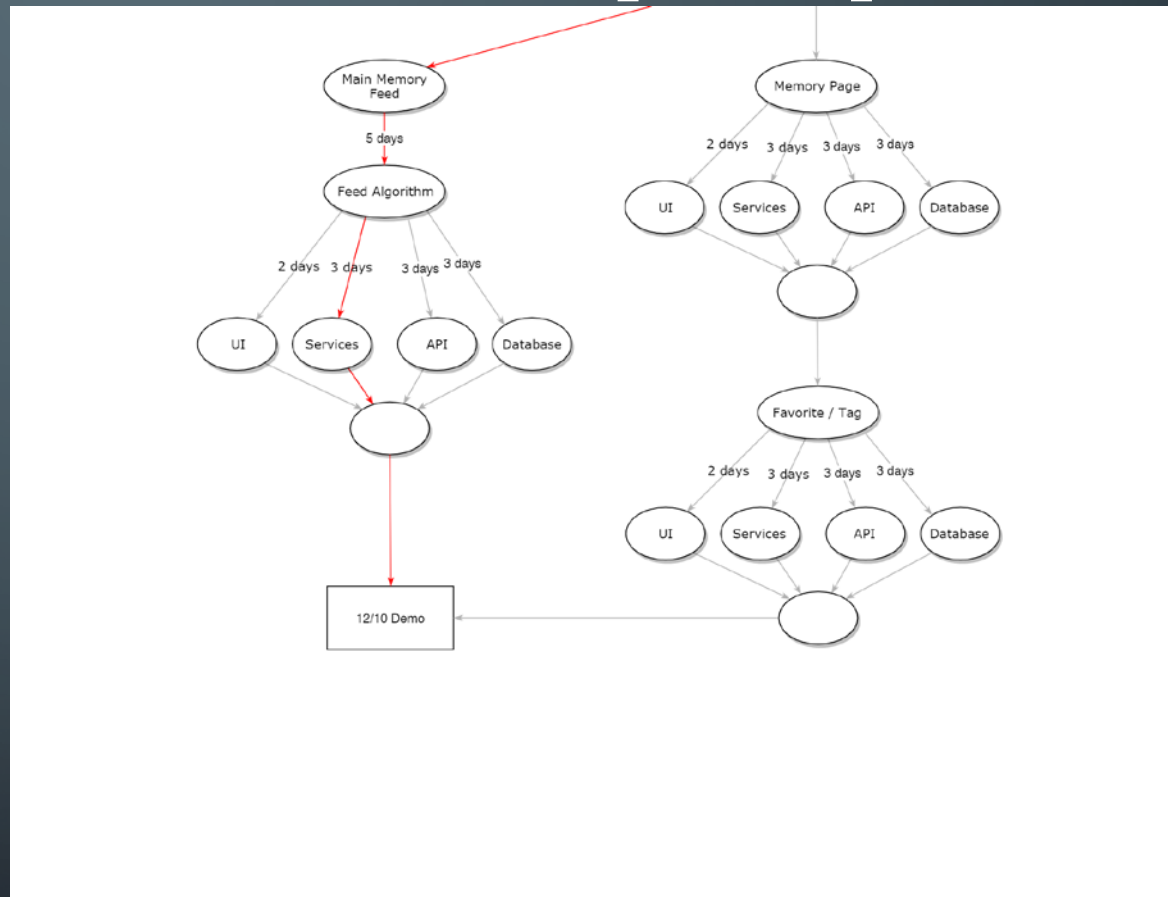 Main Memory
Feed
Memory Page
5 days
2 days 3 days 3 days 3 days
Feed Algorithm
UI Services API Database
2 days 3 days 3 days 3 days
UI Services API Database
Favorite / Tag
2 days 3 days 3 days 3 days
UI Services API Database
12/10 Demo